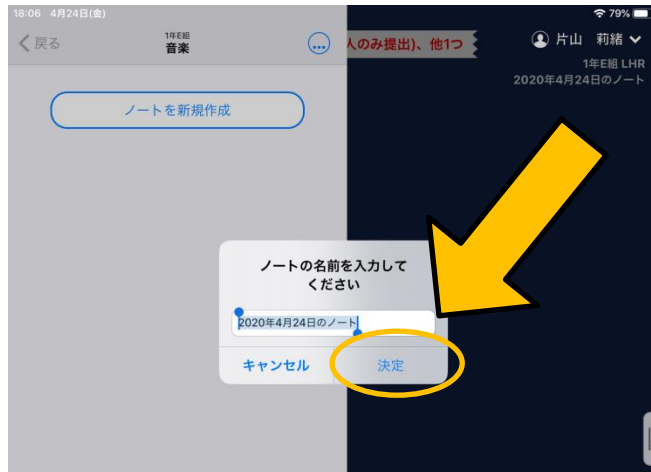 18:06 4月24日(金)
79%
戻る
1年E組
音楽
人のみ提出)、他1つ
片山 莉緒
1年E組 LHR
2020年4月24日のノート
ノートを新規作成
ノートの名前を入力して
ください
2020年4月24日のノート
キャンセル
決定